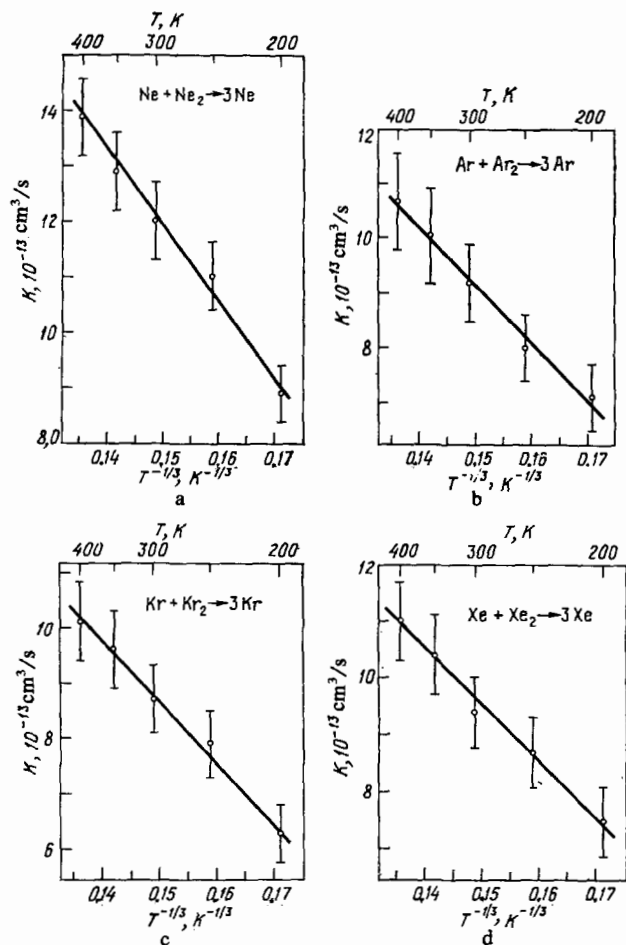 T, K
400 300 200
Ne + Ne₂ → 3 Ne
14
12
10
8,0
K, 10⁻¹³ cm³/s
0,14 0,15 0,16 0,17
T⁻¹/³, K⁻¹/³
a
T, K
400 300 200
Ar + Ar₂ → 3 Ar
12
10
8
K, 10⁻¹³ cm³/s
0,14 0,15 0,16 0,17
T⁻¹/³, K⁻¹/³
b
T, K
400 300 200
Kr + Kr₂ → 3 Kr
10
8
6
K, 10⁻¹³ cm³/s
0,14 0,15 0,16 0,17
T⁻¹/³, K⁻¹/³
c
T, K
400 300 200
Xe + Xe₂ → 3 Xe
12
10
8
K, 10⁻¹³ cm³/s
0,14 0,15 0,16 0,17
T⁻¹/³, K⁻¹/³
d